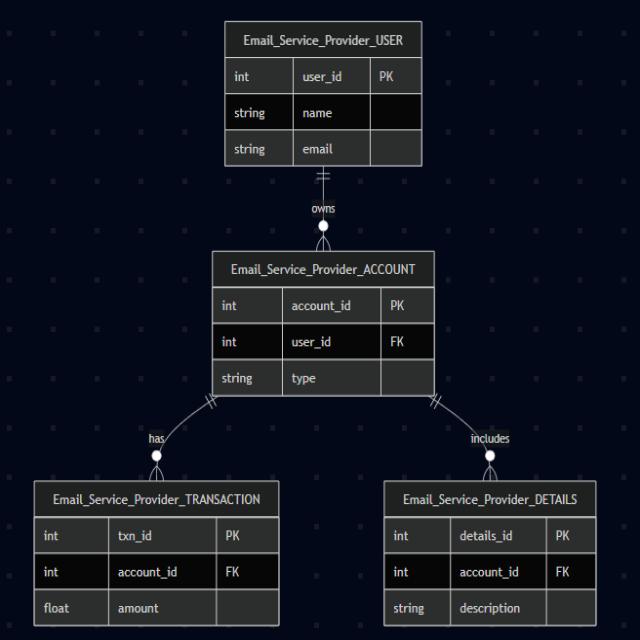 Email_Service_Provider_USER
int user_id PK
string name
string email
owns
Email_Service_Provider_ACCOUNT
int account_id PK
int user_id FK
string type
has
includes
Email_Service_Provider_TRANSACTION
int txn_id PK
int account_id FK
float amount
Email_Service_Provider_DETAILS
int details_id PK
int account_id FK
string description